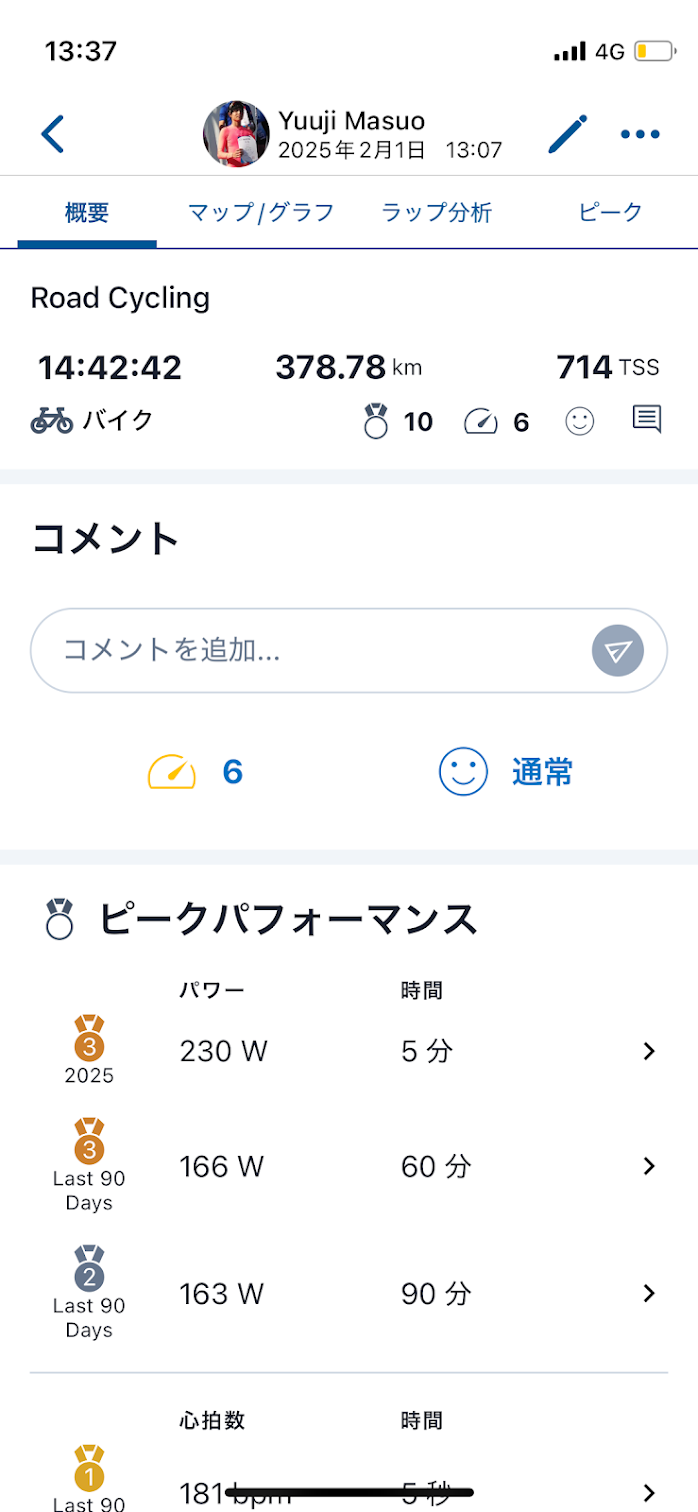 13:37
4G
Yuuji Masuo
2025年2月1日 13:07
概要 マップ/グラフ ラップ分析 ピーク
Road Cycling
14:42:42 378.78 km 714 TSS
バイク 10 6
コメント
コメントを追加...
6 通常
ピークパフォーマンス
パワー 時間
3 230 W 5 分
2025
3 166 W 60 分
Last 90
Days
2 163 W 90 分
Last 90
Days
心拍数 時間
1 181 bpm 5 秒
Last 90